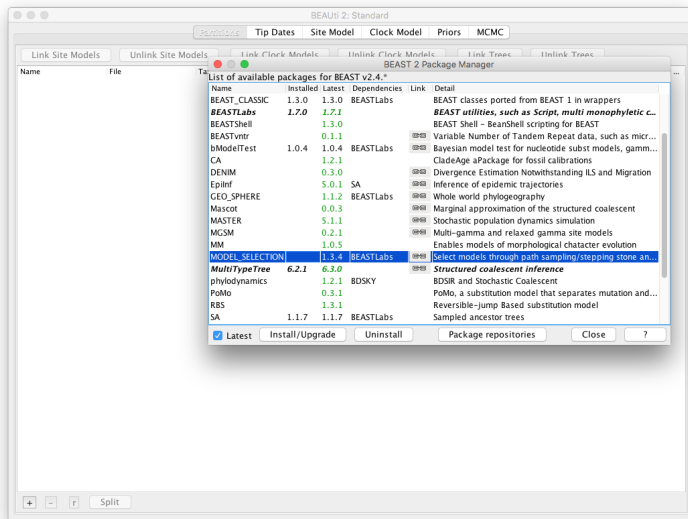 BEAUti 2: Standard
Partitions Tip Dates Site Model Clock Model Priors MCMC
Link Site Models Unlink Site Models Link Clock Models Unlink Clock Models Link Trees Unlink Trees
Name File ...
BEAST 2 Package Manager
List of available packages for BEAST v2.4.*
Name Installed Latest Dependencies Link Detail
BEAST_CLASSIC 1.3.0 1.3.0 BEASTLabs BEAST classes ported from BEAST 1 in wrappers
BEASTLabs 1.7.0 1.7.1 BEAST utilities, such as Script, multi monophyletic c...
BEASTShell 1.3.0 BEAST Shell - BeanShell scripting for BEAST
BEASTvntr 0.1.1 Variable Number of Tandem Repeat data, such as micr...
bModelTest 1.0.4 1.0.4 BEASTLabs Bayesian model test for nucleotide subst models, gamm...
CA 1.2.1 CladeAge aPackage for fossil calibrations
DENIM 0.3.0 Divergence Estimation Notwithstanding ILS and Migration
EpiInf 5.0.1 SA Inference of epidemic trajectories
GEO_SPHERE 1.1.2 BEASTLabs Whole world phylogeography
Mascot 0.0.3 Marginal approximation of the structured coalescent
MASTER 5.1.1 Stochastic population dynamics simulation
MGSM 0.2.1 Multi-gamma and relaxed gamma site models
MM 1.0.5 Enables models of morphological chatacter evolution
MODEL_SELECTION 1.3.4 BEASTLabs Select models through path sampling/stepping stone an...
MultiTypeTree 6.2.1 6.3.0 Structured coalescent inference
phylodynamics 1.2.1 BDSKY BDSIR and Stochastic Coalescent
PoMo 0.3.1 PoMo, a substitution model that separates mutation and...
RBS 1.3.1 Reversible-jump Based substitution model
SA 1.1.7 1.1.7 BEASTLabs Sampled ancestor trees
Latest Install/Upgrade Uninstall Package repositories Close ?
+ - r Split